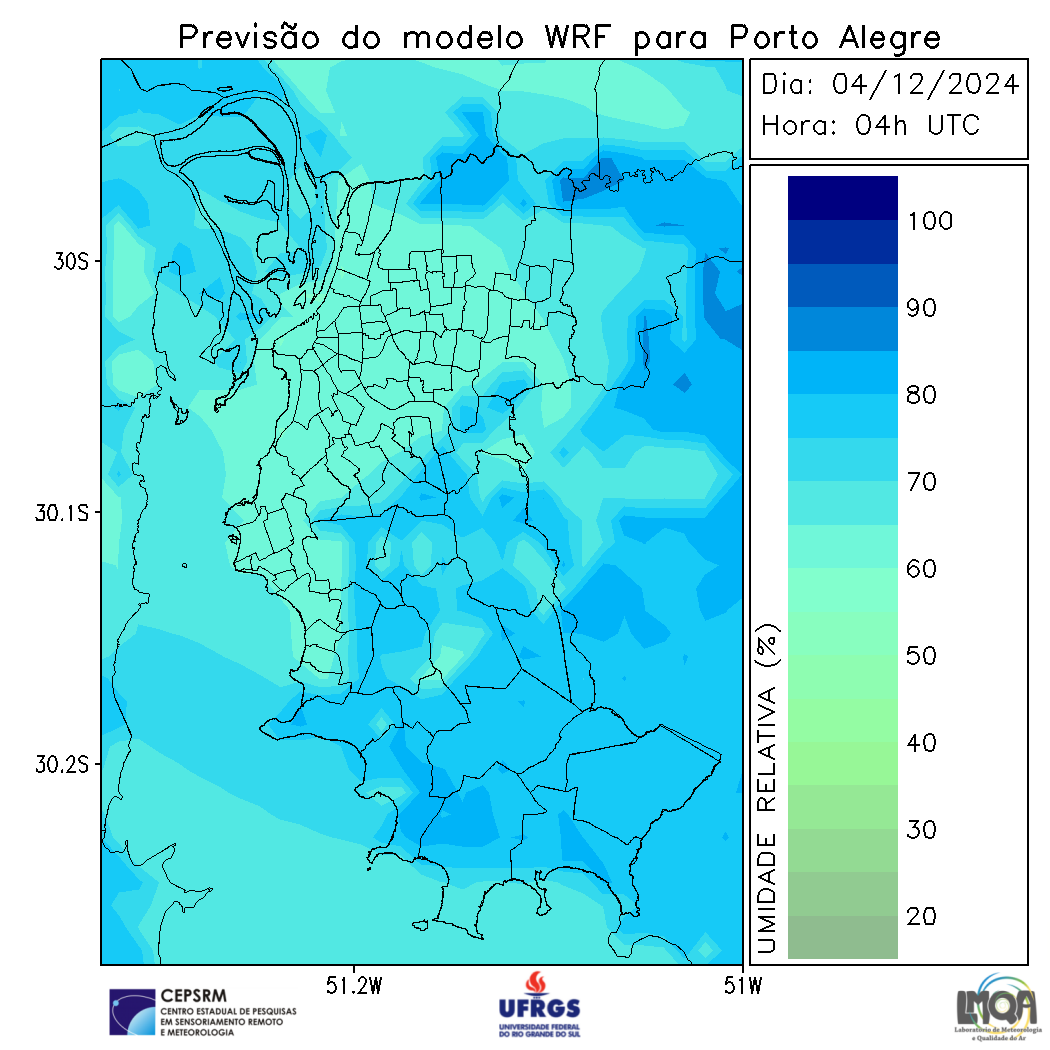 Previsão do modelo WRF para Porto Alegre
Dia: 04/12/2024
Hora: 04h UTC
30S
30.1S
30.2S
51.2W
51W
UMIDADE RELATIVA (%)
100
90
80
70
60
50
40
30
20
CEPSRM
CENTRO ESTADUAL DE PESQUISAS
EM SENSORIAMENTO REMOTO
E METEOROLOGIA
UFRGS
UNIVERSIDADE FEDERAL
DO RIO GRANDE DO SUL
LMQA
Laboratório de Meteorologia
e Qualidade do Ar